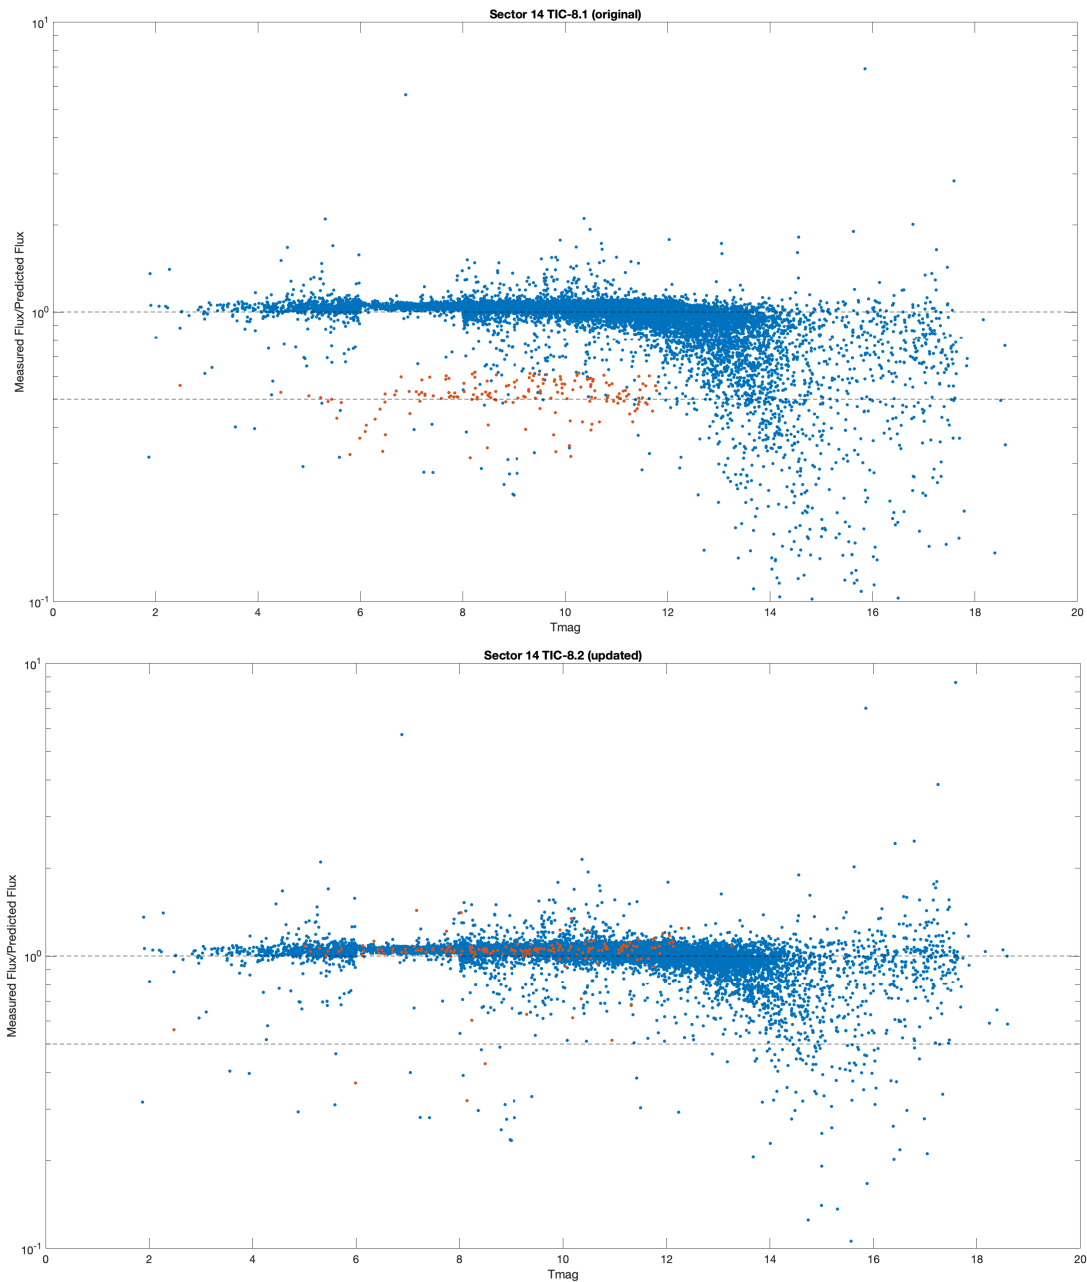 Sector 14 TIC-8.1 (original)
10^1
10^0
10^-1
Measured Flux/Predicted Flux
0 2 4 6 8 10 12 14 16 18 20
Tmag
Sector 14 TIC-8.2 (updated)
10^1
10^0
10^-1
Measured Flux/Predicted Flux
0 2 4 6 8 10 12 14 16 18 20
Tmag